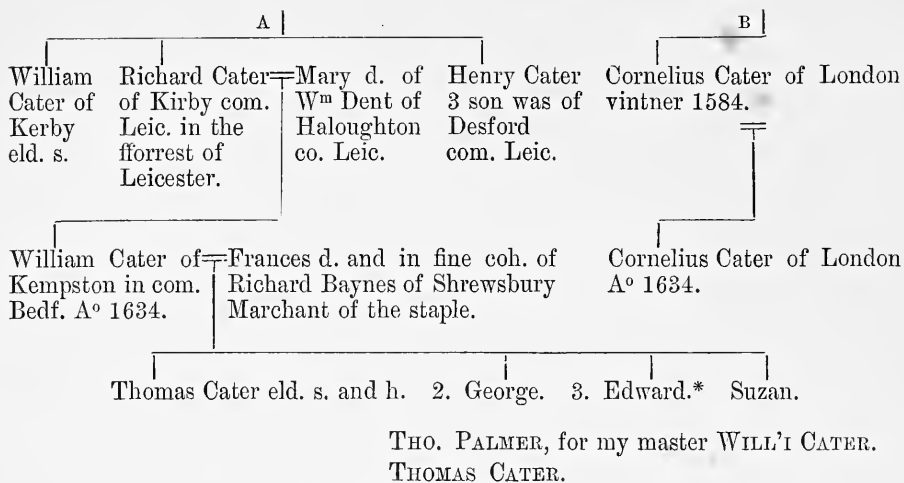 A
B
William
Cater of
Kerby
eld. s.
Richard Cater
of Kirby com.
Leic. in the
fforrest of
Leicester.
Mary d. of
Wᵐ Dent of
Haloughton
co. Leic.
Henry Cater
3 son was of
Desford
com. Leic.
Cornelius Cater of London
vintner 1584.
William Cater of
Kempston in com.
Bedf. Aº 1634.
Frances d. and in fine coh. of
Richard Baynes of Shrewsbury
Marchant of the staple.
Cornelius Cater of London
Aº 1634.
Thomas Cater eld. s. and h. 2. George. 3. Edward.* Suzan.
THO. PALMER, for my master WILL'I CATER.
THOMAS CATER.